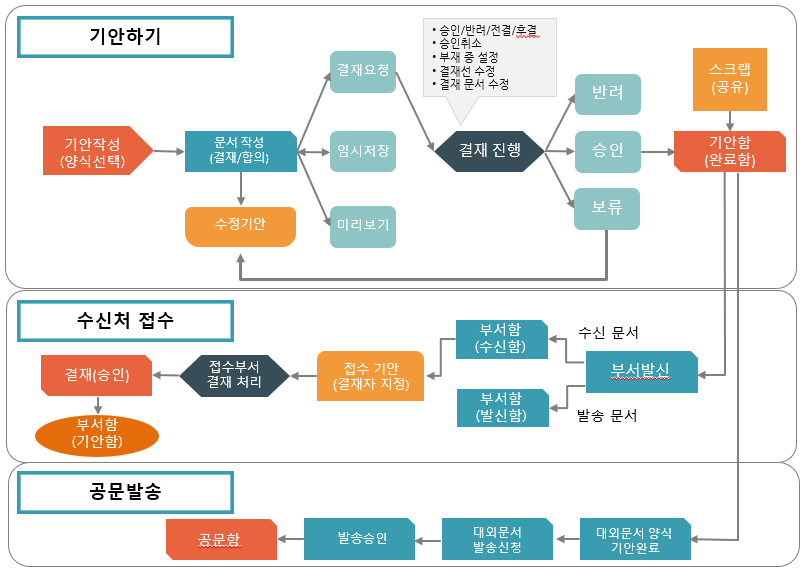 기안하기
기안작성
(양식선택)
문서 작성
(결재/합의)
수정기안
결재요청
임시저장
미리보기
• 승인/반려/전결/후결
• 승인취소
• 부재 중 설정
• 결재선 수정
• 결재 문서 수정
결재 진행
반려
승인
보류
스크랩
(공유)
기안함
(완료함)
수신처 접수
결재(승인)
부서함
(기안함)
접수부서
결재 처리
접수 기안
(결재자 지정)
부서함
(수신함)
부서함
(발신함)
수신 문서
발송 문서
부서발신
공문발송
공문함
발송승인
대외문서
발송신청
대외문서 양식
기안완료